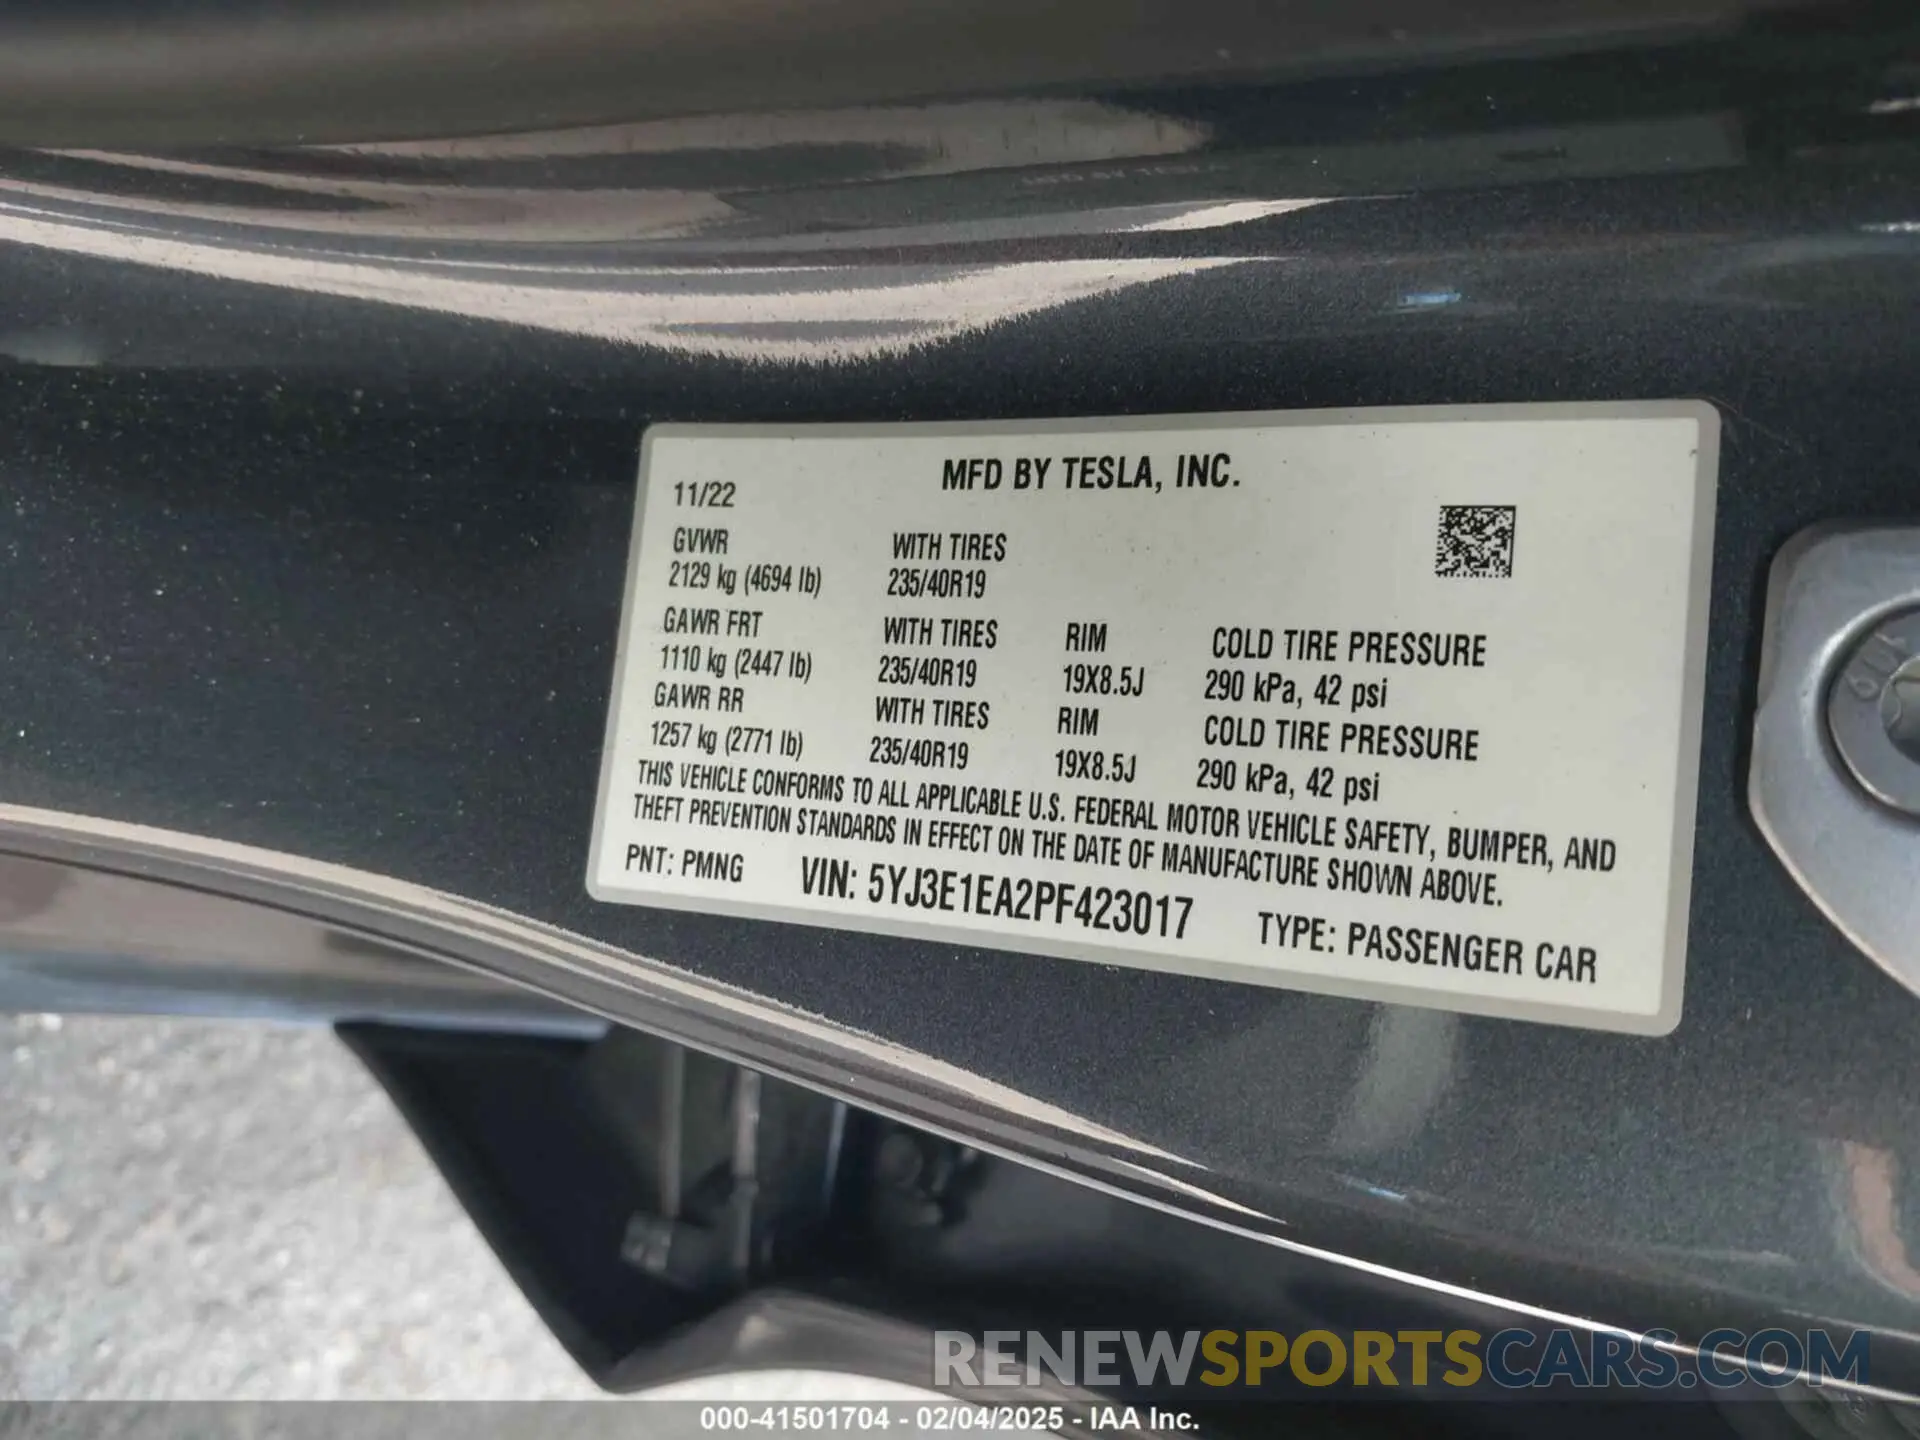 MFD BY TESLA, INC.
11/22
GVWR WITH TIRES
2129 kg (4694 lb) 235/40R19
GAWR FRT WITH TIRES RIM COLD TIRE PRESSURE
1110 kg (2447 lb) 235/40R19 19X8.5J 290 kPa, 42 psi
GAWR RR WITH TIRES RIM COLD TIRE PRESSURE
1257 kg (2771 lb) 235/40R19 19X8.5J 290 kPa, 42 psi
THIS VEHICLE CONFORMS TO ALL APPLICABLE U.S. FEDERAL MOTOR VEHICLE SAFETY, BUMPER, AND
THEFT PREVENTION STANDARDS IN EFFECT ON THE DATE OF MANUFACTURE SHOWN ABOVE.
PNT: PMNG VIN: 5YJ3E1EA2PF423017 TYPE: PASSENGER CAR
RENEWSPORTSCARS.COM
000-41501704 - 02/04/2025 - IAA Inc.